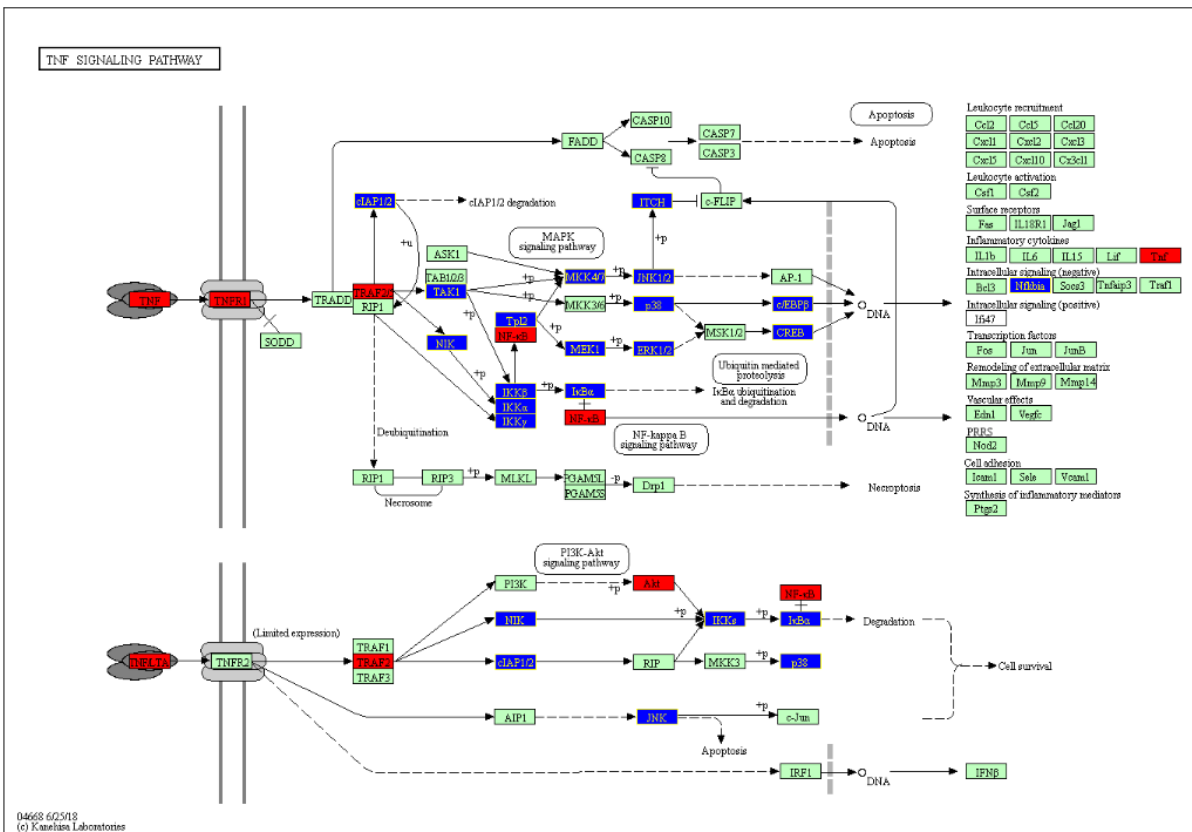 TNF SIGNALING PATHWAY
Leukocyte recruitment
Ccl2 Ccl5 Ccl20
Cxcl1 Cxcl2 Cxcl3
Cxcl5 Cxcl10 Cx3cl1
Leukocyte activation
Csf1 Csf2
Surface receptors
Fas IL18R1 Jag1
Inflammatory cytokines
IL1b IL6 IL15 Lif Tnf
Intracellular signaling (negative)
Bcl3 Nfkbia Socs3 Tnfaip3 Traf1
Intracellular signaling (positive)
Ifi47
Transcription factors
Fos Jun JunB
Remodeling of extracellular matrix
Mmp3 Mmp9 Mmp14
Vascular effects
Edn1 Vegfc
PRRS
Nod2
Cell adhesion
Icam1 Sele Vcam1
Synthesis of inflammatory mediators
Ptgs2
Apoptosis
CASP10
FADD
CASP7
Apoptosis
CASP8
CASP3
cIAP1/2
cIAP1/2 degradation
ITCH
c-FLIP
+u
MAPK
signaling pathway
+p
ASK1
TAB1/2/3
TAK1
MKK4/7
+p
JNK1/2
AP-1
+p
+p
TNF
TNFR1
TRADD
TRAF2/5
RIP1
MKK3/6
+p
p38
c/EBPβ
DNA
SODD
Tpl2
NF-κB
+p
MSK1/2
CREB
NIK
MEK1
+p
ERK1/2
+p
+p
Ubiquitin mediated
proteolysis
IKKβ
IKKα
IKKγ
+p
IκBα
IκBα ubiquitination
and degradation
NF-κB
DNA
NF-kappa B
signaling pathway
Deubiquitination
RIP1
RIP3
+p
MLKL
PGAM5L
PGAM5S
-p
Drp1
Necroptosis
Necrosome
PI3K-Akt
signaling pathway
PI3K
+p
Akt
NF-κB
NIK
+p
IKKs
+p
IκBα
Degradation
(Limited expression)
TNFR2
TRAF1
TRAF2
TRAF3
cIAP1/2
RIP
MKK3
+p
p38
Cell survival
AIP1
JNK
+p
c-Jun
Apoptosis
IRF1
DNA
IFNβ
04668 6/25/18
(c) Kanehisa Laboratories